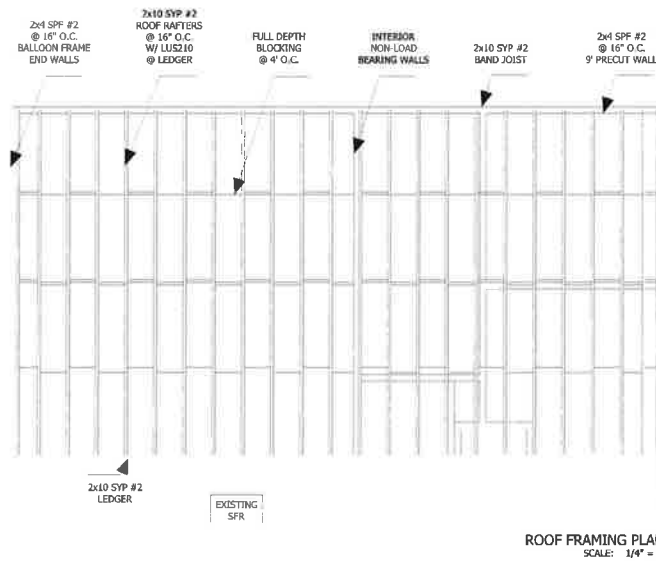 2x4 SPF #2
@ 16" O.C.
BALLOON FRAME
END WALLS
2x10 SYP #2
ROOF RAFTERS
@ 16" O.C.
W/ LUS210
@ LEDGER
FULL DEPTH
BLOCKING
@ 4' O.C.
INTERIOR
NON-LOAD
BEARING WALLS
2x10 SYP #2
BAND JOIST
2x4 SPF #2
@ 16" O.C.
9' PRECUT WALL
2x10 SYP #2
LEDGER
EXISTING
SFR
ROOF FRAMING PLA
SCALE: 1/4" =